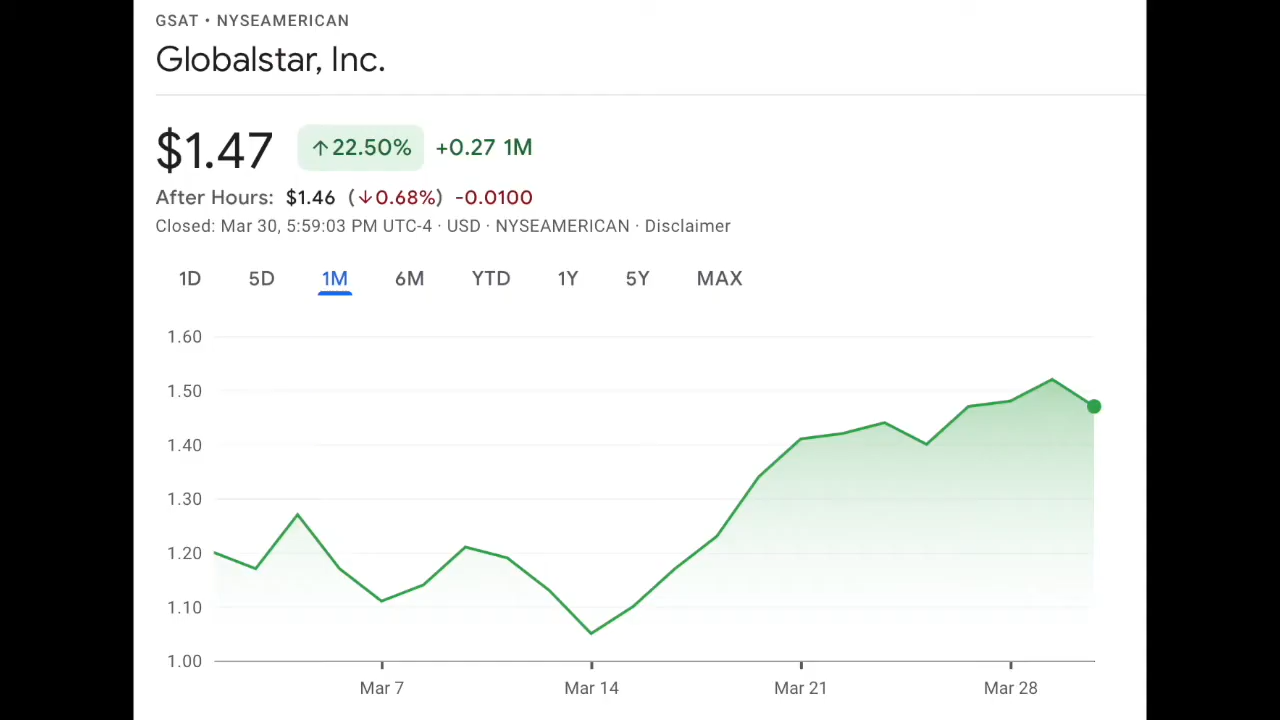 GSAT • NYSEAMERICAN
Globalstar, Inc.
$1.47 ↑22.50% +0.27 1M
After Hours: $1.46 (↓0.68%) -0.0100
Closed: Mar 30, 5:59:03 PM UTC-4 · USD · NYSEAMERICAN · Disclaimer
1D 5D 1M 6M YTD 1Y 5Y MAX
1.60
1.50
1.40
1.30
1.20
1.10
1.00
Mar 7 Mar 14 Mar 21 Mar 28